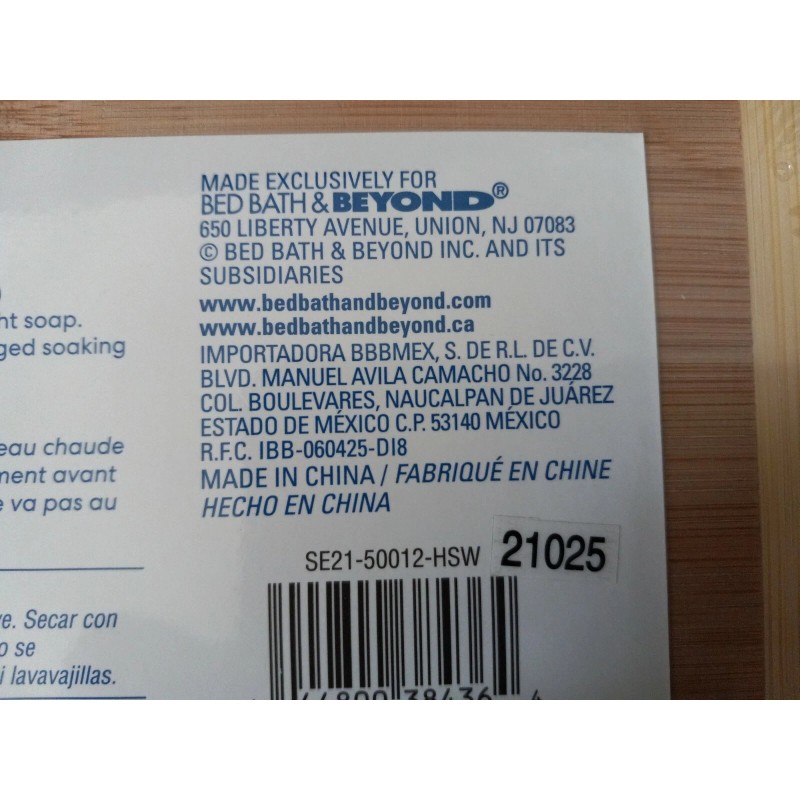 MADE EXCLUSIVELY FOR
BED BATH & BEYOND®
650 LIBERTY AVENUE, UNION, NJ 07083
© BED BATH & BEYOND INC. AND ITS
SUBSIDIARIES
www.bedbathandbeyond.com
www.bedbathandbeyond.ca
IMPORTADORA BBBMEX, S. DE R.L. DE C.V.
BLVD. MANUEL AVILA CAMACHO No. 3228
COL. BOULEVARES, NAUCALPAN DE JUÁREZ
ESTADO DE MÉXICO C.P. 53140 MÉXICO
R.F.C. IBB-060425-DI8
MADE IN CHINA / FABRIQUÉ EN CHINE
HECHO EN CHINA
soap.
soaking
eau chaude
avant
va pas au
Secar con
se
lavavajillas.
SE21-50012-HSW
21025
44800 38436 4